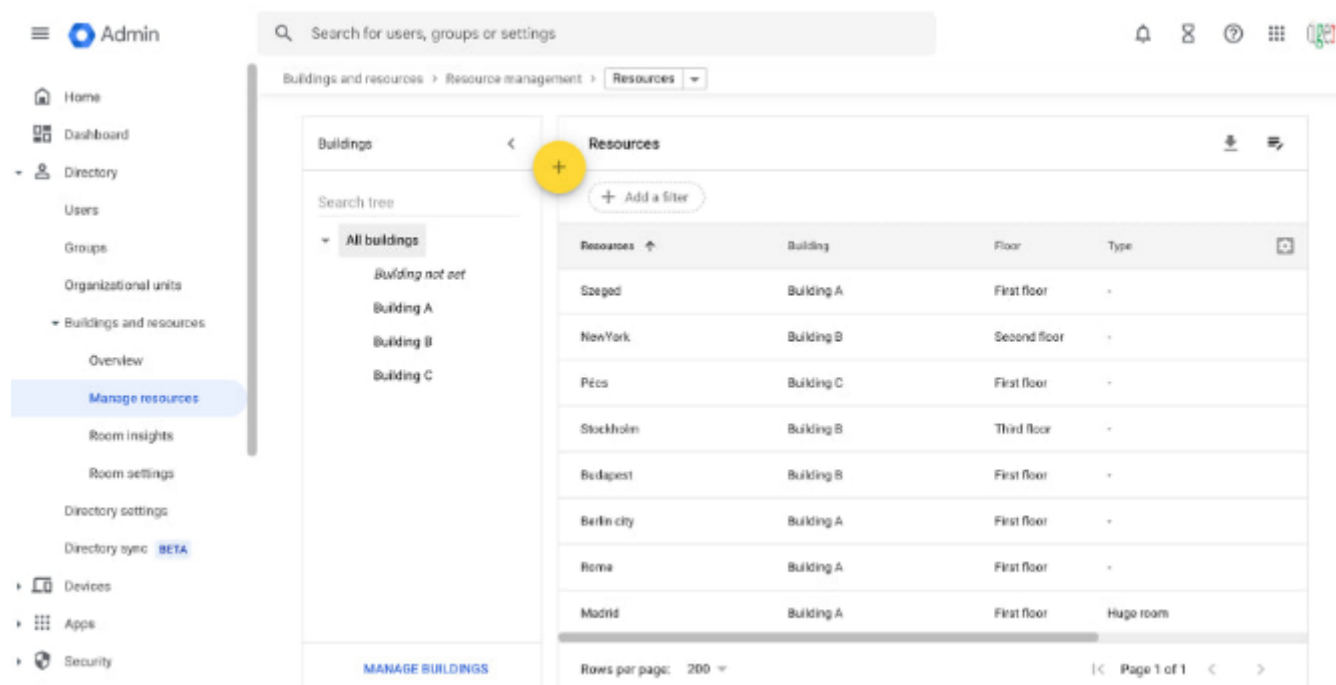 Admin
Search for users, groups or settings
Buildings and resources > Resource management > Resources
Home
Dashboard
Directory
Users
Groups
Organizational units
Buildings and resources
Overview
Manage resources
Room insights
Room settings
Directory settings
Directory sync BETA
Devices
Apps
Security
Buildings
Search tree
All buildings
Building not set
Building A
Building B
Building C
MANAGE BUILDINGS
Resources
+ Add a filter
Resources Building Floor Type
Szeged Building A First floor -
NewYork Building B Second floor -
Pécs Building C First floor -
Stockholm Building B Third floor -
Budapest Building B First floor -
Berlin city Building A First floor -
Rome Building A First floor -
Madrid Building A First floor Huge room
Rows per page: 200 Page 1 of 1